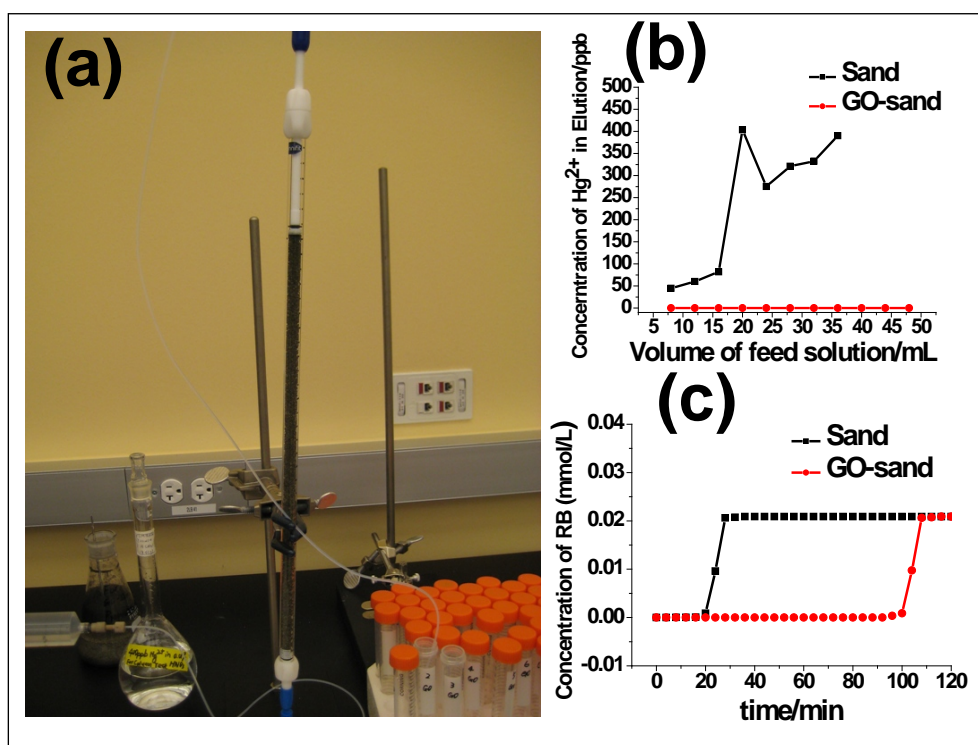 (a)
(b)
Sand
GO-sand
Concerntration of Hg²⁺ in Elution/ppb
500
450
400
350
300
250
200
150
100
50
0
5 10 15 20 25 30 35 40 45 50
Volume of feed solution/mL
(c)
Sand
GO-sand
Concentration of RB (mmol/L)
0.04
0.03
0.02
0.01
0.00
-0.01
0 20 40 60 80 100 120
time/min